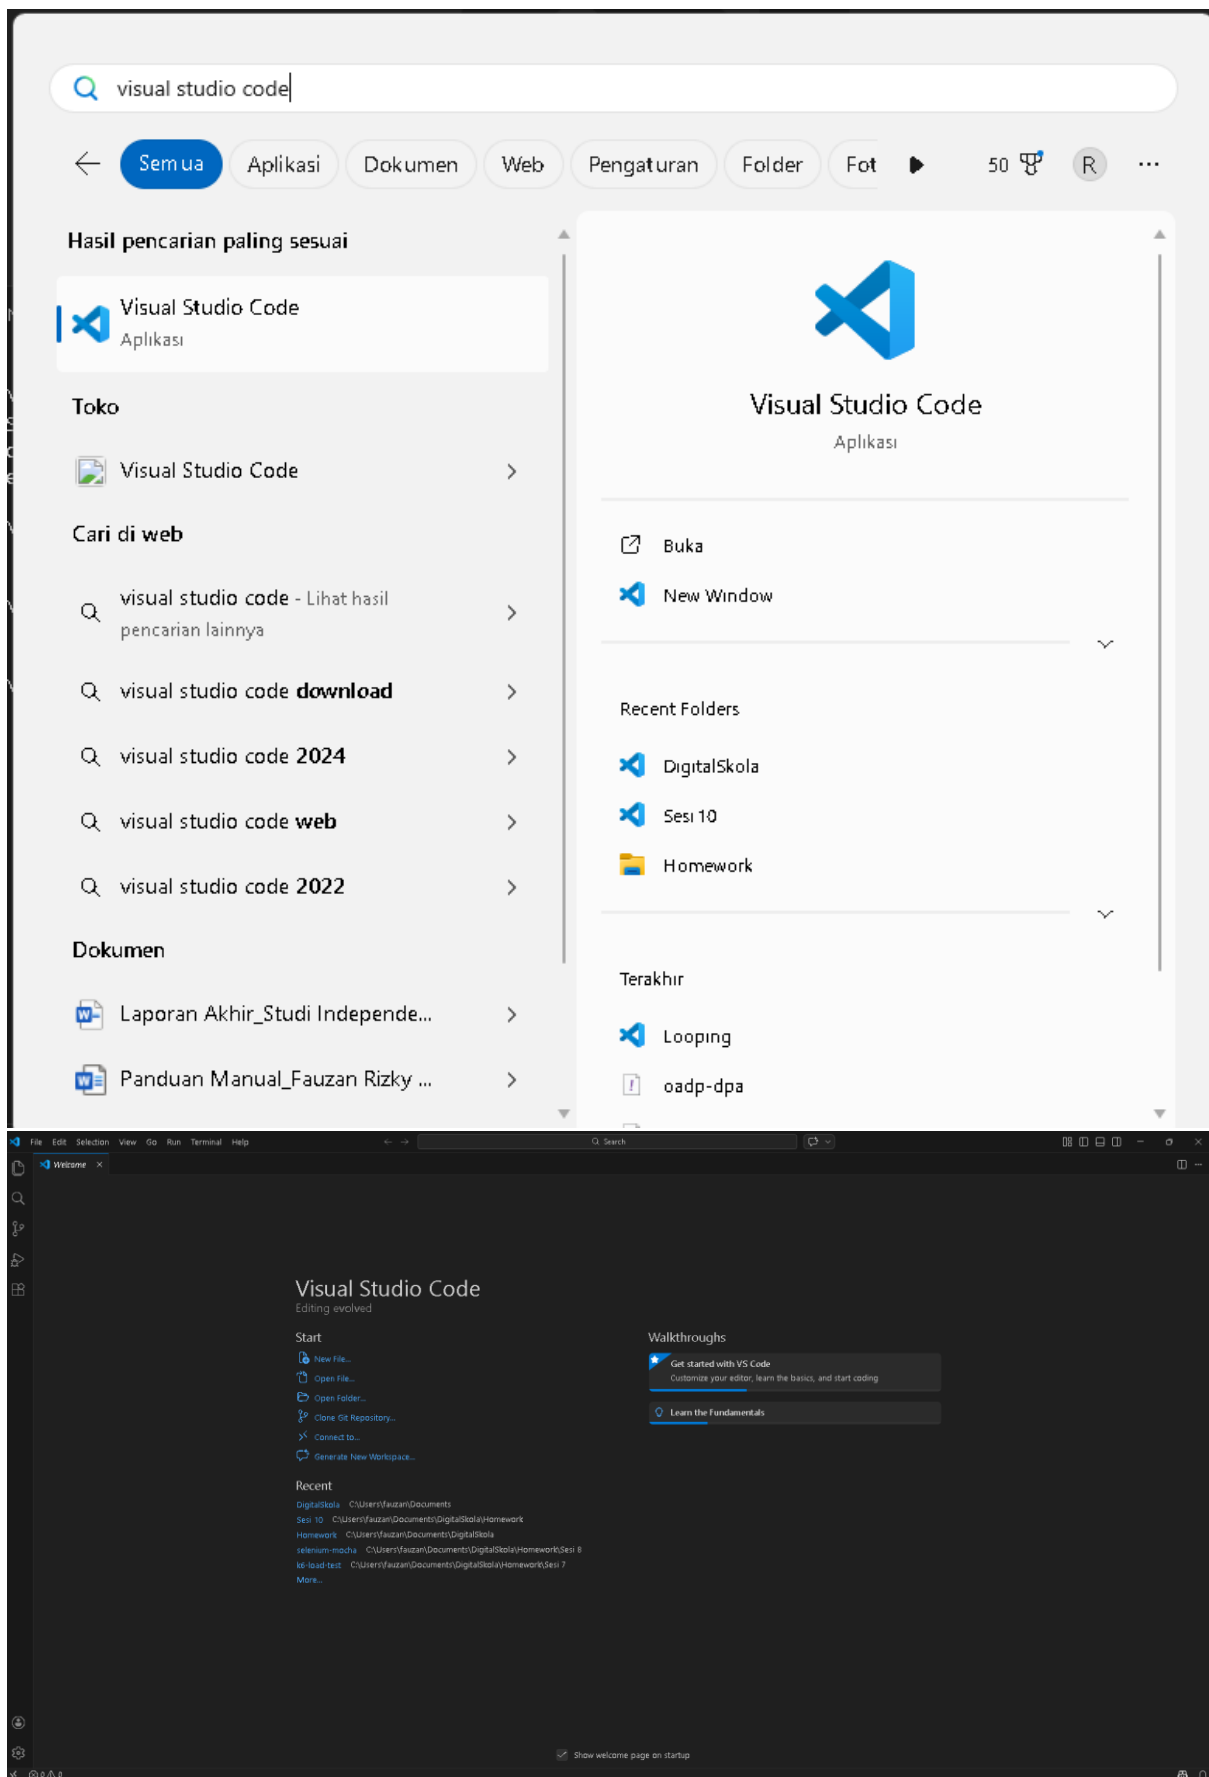 visual studio code
Semua
Aplikasi
Dokumen
Web
Pengaturan
Folder
Fot
50
R
Hasil pencarian paling sesuai
Visual Studio Code
Aplikasi
Toko
Visual Studio Code
Cari di web
visual studio code - Lihat hasil
pencarian lainnya
visual studio code download
visual studio code 2024
visual studio code web
visual studio code 2022
Dokumen
Laporan Akhir_Studi Independe...
Panduan Manual_Fauzan Rizky ...
Visual Studio Code
Aplikasi
Buka
New Window
Recent Folders
DigitalSkola
Sesi 10
Homework
Terakhir
Looping
oadp-dpa
File Edit Selection View Go Run Terminal Help
Search
Welcome
Visual Studio Code
Editing evolved
Start
New File...
Open File...
Open Folder...
Clone Git Repository...
Connect to...
Generate New Workspace...
Recent
DigitalSkola C:\Users\fauzan\Documents
Sesi 10 C:\Users\fauzan\Documents\DigitalSkola\Homework
Homework C:\Users\fauzan\Documents\DigitalSkola
selenium-mocha C:\Users\fauzan\Documents\DigitalSkola\Homework\Sesi 8
k6-load-test C:\Users\fauzan\Documents\DigitalSkola\Homework\Sesi 7
More...
Walkthroughs
Get started with VS Code
Customize your editor, learn the basics, and start coding
Learn the Fundamentals
Show welcome page on startup